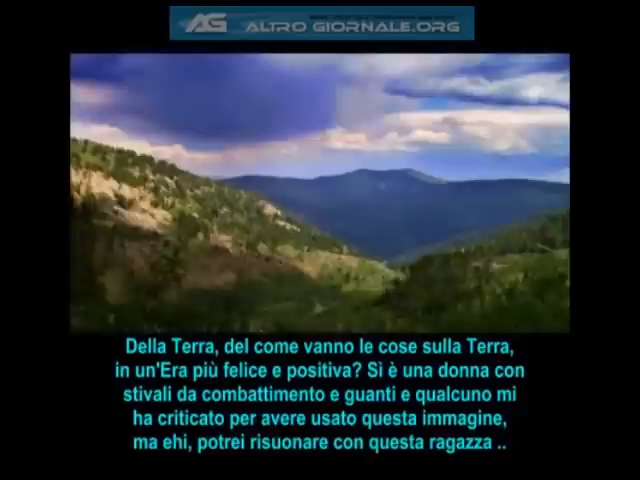 AG ALTRO GIORNALE.ORG
Della Terra, del come vanno le cose sulla Terra,
in un'Era più felice e positiva? Sì è una donna con
stivali da combattimento e guanti e qualcuno mi
ha criticato per avere usato questa immagine,
ma ehi, potrei risuonare con questa ragazza ..